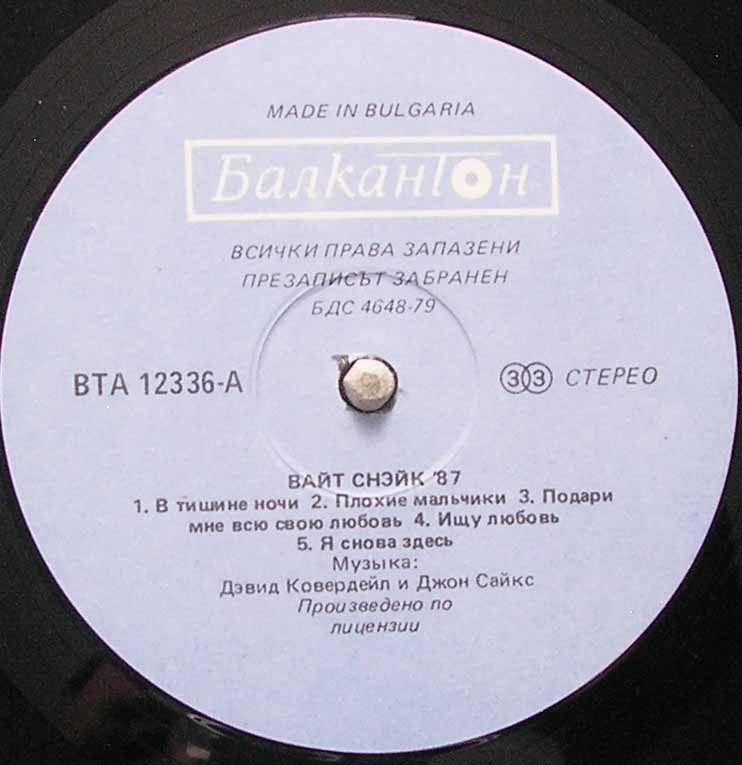 MADE IN BULGARIA
Балкантон
ВСИЧКИ ПРАВА ЗАПАЗЕНИ
ПРЕЗАПИСЪТ ЗАБРАНЕН
БДС 4648-79
ВТА 12336-А
33 СТЕРЕО
ВАЙТ СНЭЙК '87
1. В тишине ночи 2. Плохие мальчики 3. Подари
мне всю свою любовь 4. Ищу любовь
5. Я снова здесь
Музыка:
Дэвид Ковердейл и Джон Сайкс
Произведено по
лицензии